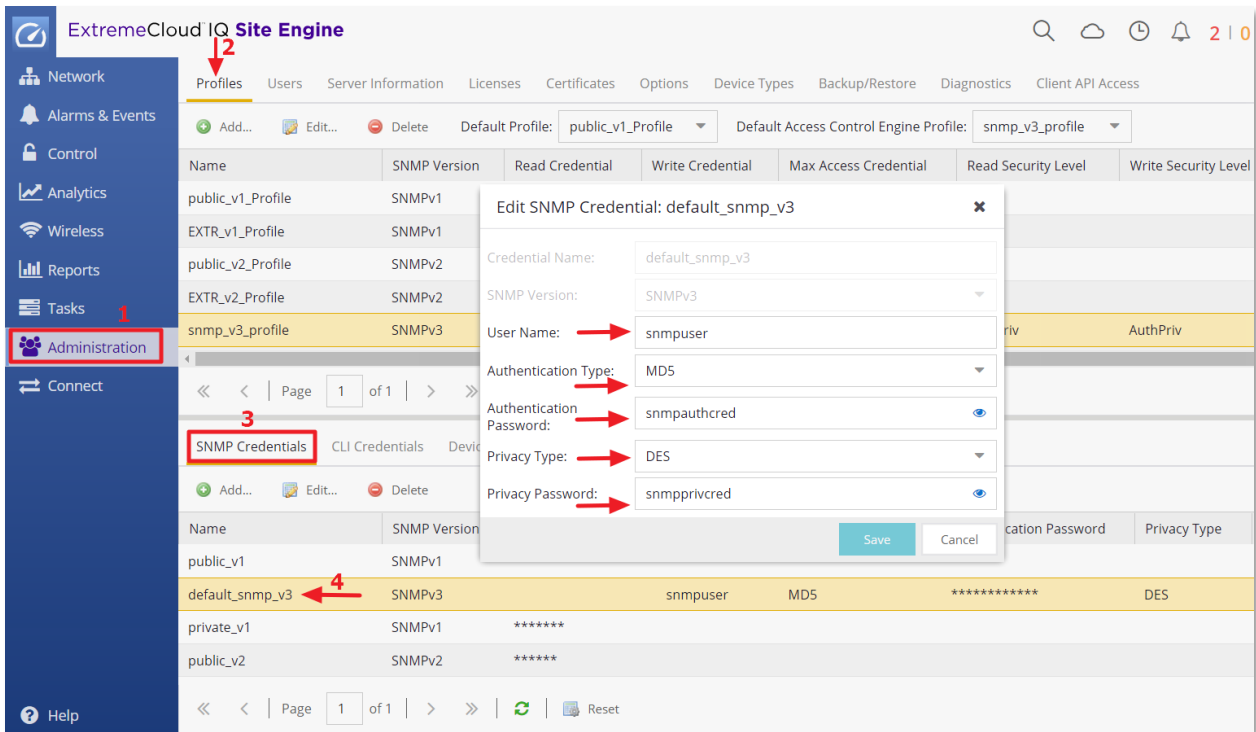 ExtremeCloud IQ Site Engine
2 | 0
2
Network
Alarms & Events
Control
Analytics
Wireless
Reports
Tasks
1
Administration
Connect
Help
Profiles Users Server Information Licenses Certificates Options Device Types Backup/Restore Diagnostics Client API Access
Add... Edit... Delete Default Profile: public_v1_Profile Default Access Control Engine Profile: snmp_v3_profile
Name SNMP Version Read Credential Write Credential Max Access Credential Read Security Level Write Security Level
public_v1_Profile SNMPv1
EXTR_v1_Profile SNMPv1
public_v2_Profile SNMPv2
EXTR_v2_Profile SNMPv2
snmp_v3_profile SNMPv3 riv AuthPriv
Page 1 of 1
Edit SNMP Credential: default_snmp_v3
Credential Name: default_snmp_v3
SNMP Version: SNMPv3
User Name: snmpuser
Authentication Type: MD5
Authentication
Password: snmpauthcred
Privacy Type: DES
Privacy Password: snmpprivcred
Save Cancel
3
SNMP Credentials CLI Credentials Devic
Add... Edit... Delete
Name SNMP Version cation Password Privacy Type
public_v1 SNMPv1
default_snmp_v3 4 SNMPv3 snmpuser MD5 ************ DES
private_v1 SNMPv1 *******
public_v2 SNMPv2 ******
Page 1 of 1 Reset